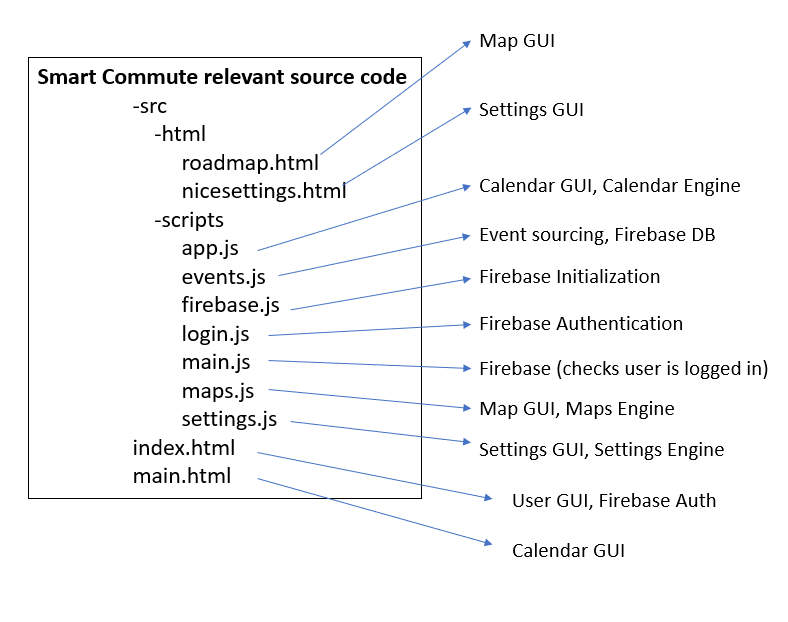 Smart Commute relevant source code
-src
-html
roadmap.html
nicesettings.html
-scripts
app.js
events.js
firebase.js
login.js
main.js
maps.js
settings.js
index.html
main.html
Map GUI
Settings GUI
Calendar GUI, Calendar Engine
Event sourcing, Firebase DB
Firebase Initialization
Firebase Authentication
Firebase (checks user is logged in)
Map GUI, Maps Engine
Settings GUI, Settings Engine
User GUI, Firebase Auth
Calendar GUI